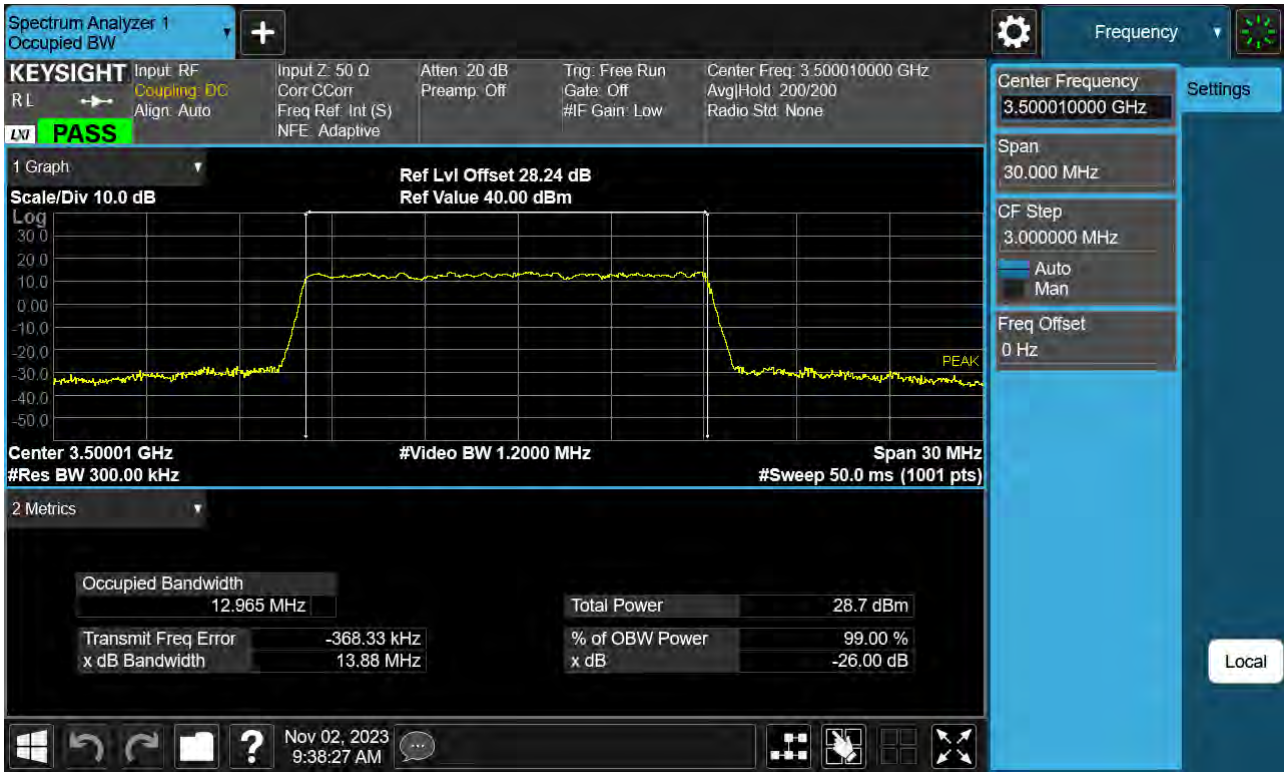 Spectrum Analyzer 1
Occupied BW
+
Frequency
KEYSIGHT
RL
LXI PASS
Input: RF
Coupling: DC
Align: Auto
Input Z: 50 Ω
Corr CCorr
Freq Ref: Int (S)
NFE: Adaptive
Atten: 20 dB
Preamp: Off
Trig: Free Run
Gate: Off
#IF Gain: Low
Center Freq: 3.500010000 GHz
Avg|Hold: 200/200
Radio Std: None
Center Frequency
3.500010000 GHz
Settings
Span
30.000 MHz
CF Step
3.000000 MHz
Auto
Man
Freq Offset
0 Hz
Local
1 Graph
Ref Lvl Offset 28.24 dB
Scale/Div 10.0 dB
Ref Value 40.00 dBm
Log
30.0
20.0
10.0
0.00
-10.0
-20.0
-30.0
-40.0
-50.0
PEAK
Center 3.50001 GHz
#Video BW 1.2000 MHz
Span 30 MHz
#Res BW 300.00 kHz
#Sweep 50.0 ms (1001 pts)
2 Metrics
Occupied Bandwidth
12.965 MHz
Total Power 28.7 dBm
Transmit Freq Error -368.33 kHz
% of OBW Power 99.00 %
x dB Bandwidth 13.88 MHz
x dB -26.00 dB
?
Nov 02, 2023
9:38:27 AM